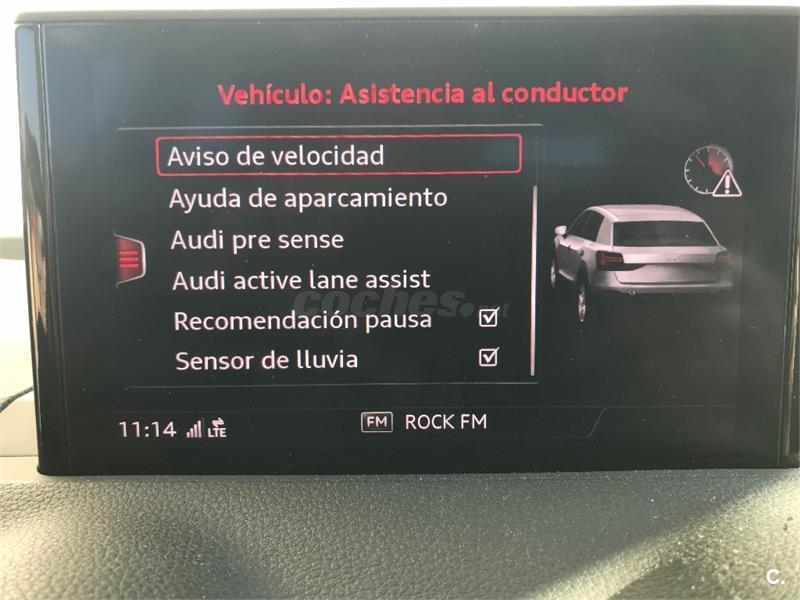 Vehículo: Asistencia al conductor
Aviso de velocidad
Ayuda de aparcamiento
Audi pre sense
Audi active lane assist
coches.net
Recomendación pausa
Sensor de lluvia
11:14 LTE FM ROCK FM
C.